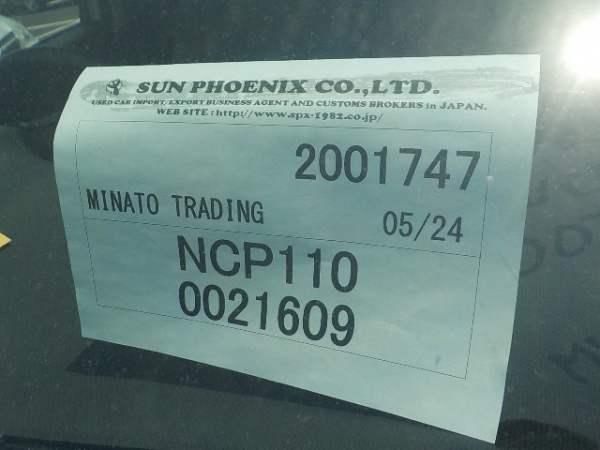 SUN PHOENIX CO.,LTD.
USED CAR IMPORT/EXPORT BUSINESS AGENT AND CUSTOMS BROKERS in JAPAN.
WEB SITE : http://www.spx-1982.co.jp/
2001747
MINATO TRADING 05/24
NCP110
0021609